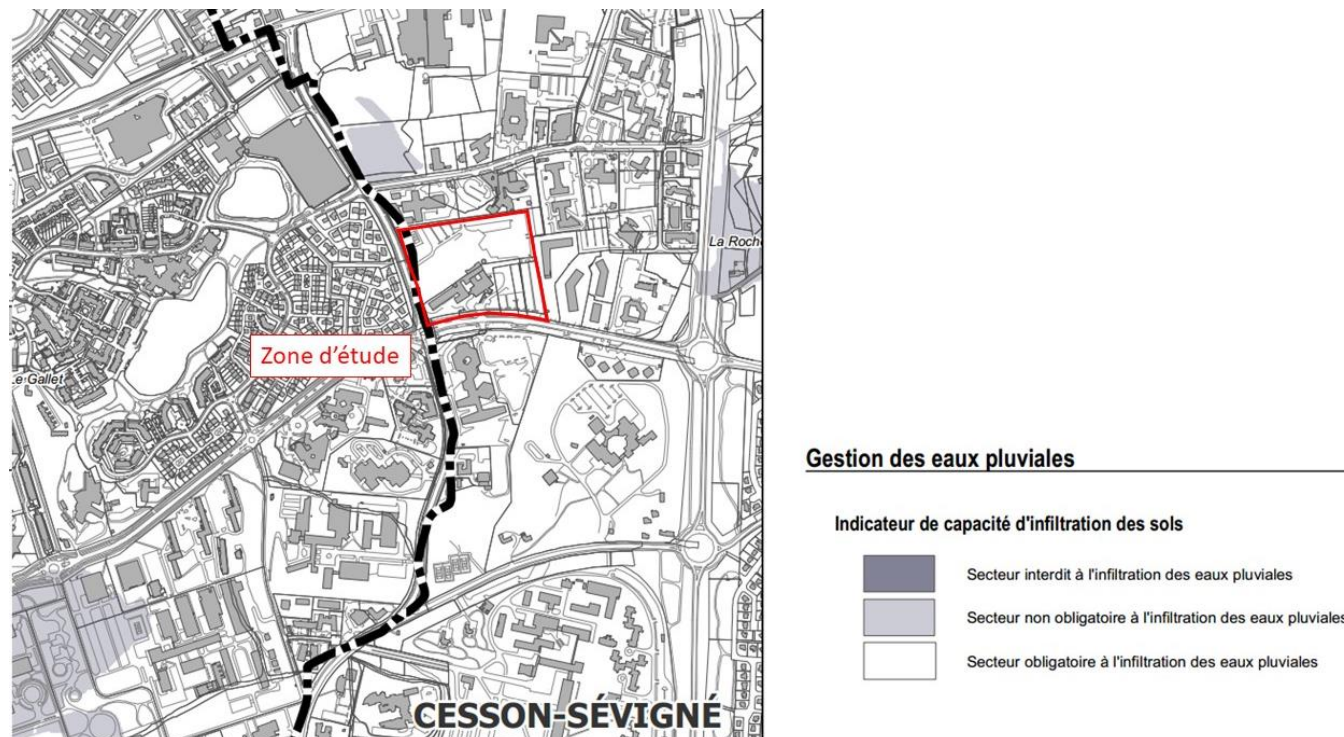 La Roche
Zone d'étude
Le Gallet
CESSON-SÉVIGNÉ
Gestion des eaux pluviales
Indicateur de capacité d'infiltration des sols
Secteur interdit à l'infiltration des eaux pluviales
Secteur non obligatoire à l'infiltration des eaux pluviales
Secteur obligatoire à l'infiltration des eaux pluviales